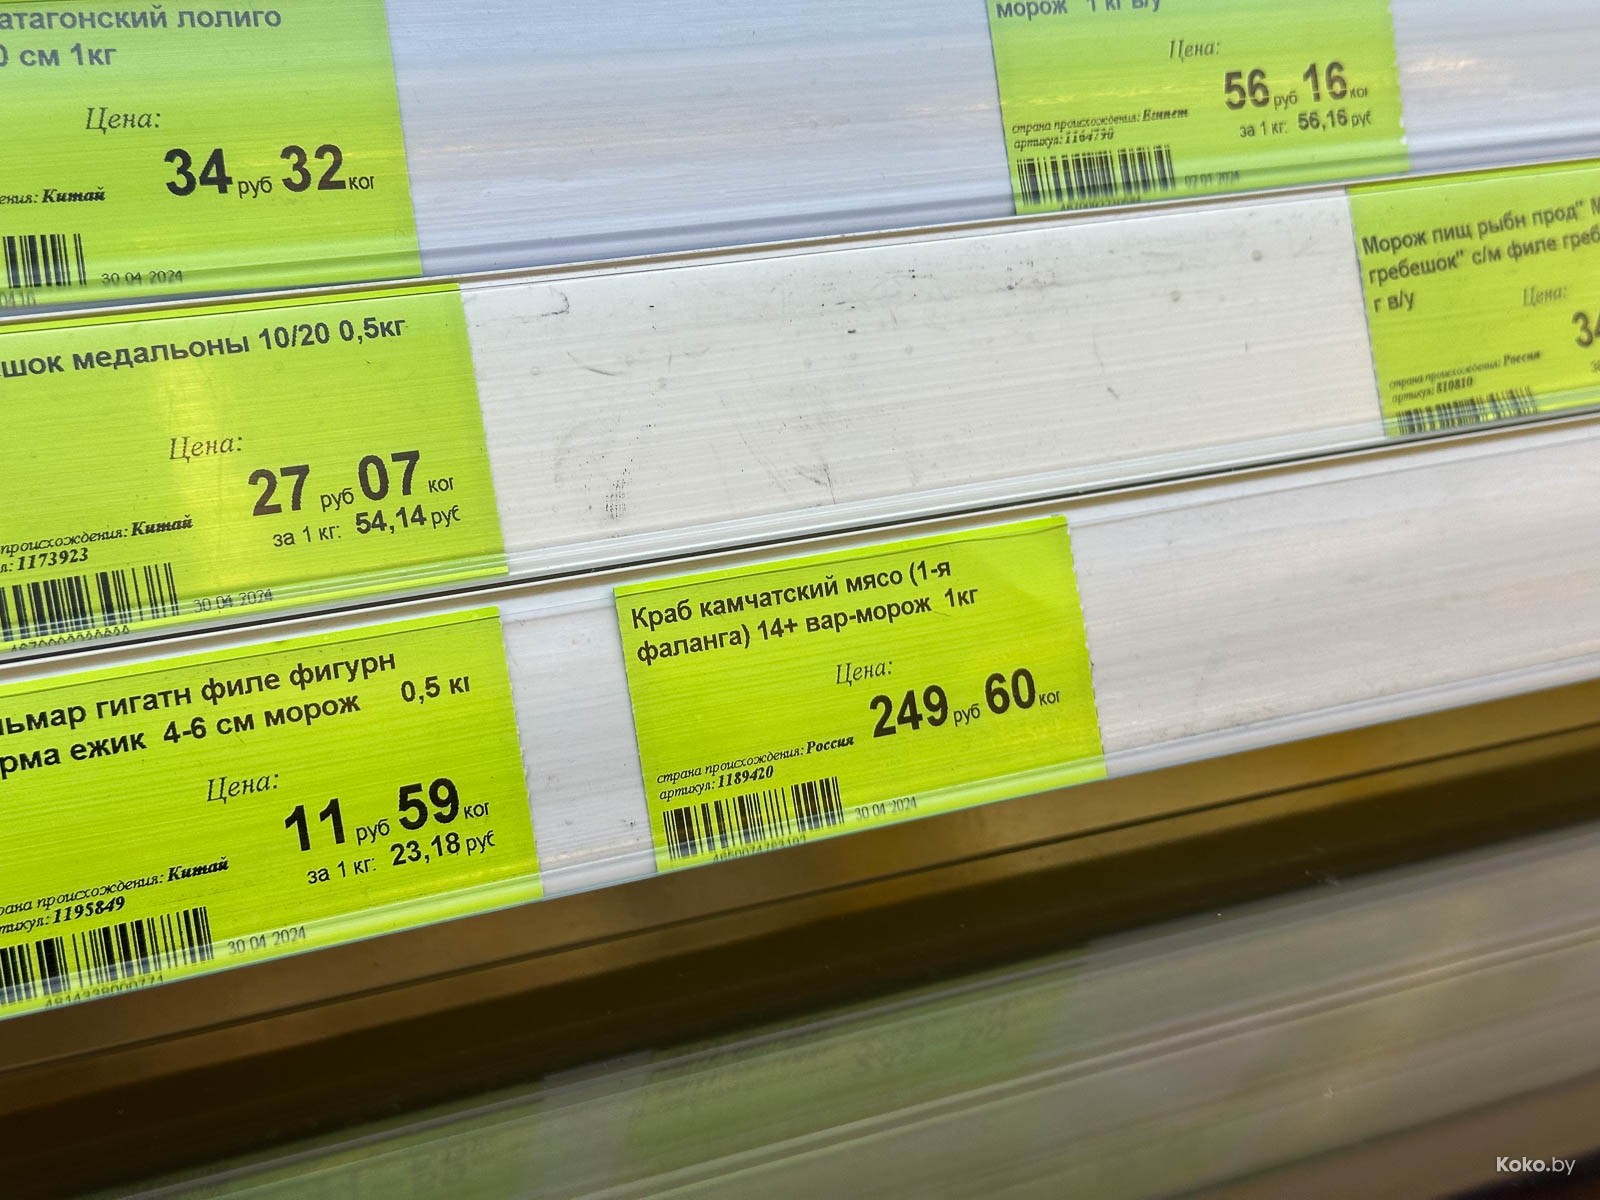 атагонский лолиго
0 см 1кг
Цена:
34 руб 32 коп
ения: Китай
30 04 2024
морож 1 кг в/у
Цена:
56 руб 16 коп
за 1 кг: 56,16 руб
страна происхождения: Египет
артикул: 1164790
шок медальоны 10/20 0,5кг
Цена:
27 руб 07 коп
за 1 кг: 54,14 руб
происхождения: Китай
л: 1173923
30 04 2024
Морож пищ рыбн прод" М
гребешок" с/м филе греб
г в/у
Цена:
34
страна происхождения: Россия
артикул: 810810
льмар гигатн филе фигурн
рма ежик 4-6 см морож 0,5 кг
Цена:
11 руб 59 коп
за 1 кг: 23,18 руб
рана происхождения: Китай
тикул: 1195849
30 04 2024
4814338000771
Краб камчатский мясо (1-я
фаланга) 14+ вар-морож 1кг
Цена:
249 руб 60 коп
страна происхождения: Россия
артикул: 1189420
30 04 2024
Koko.by